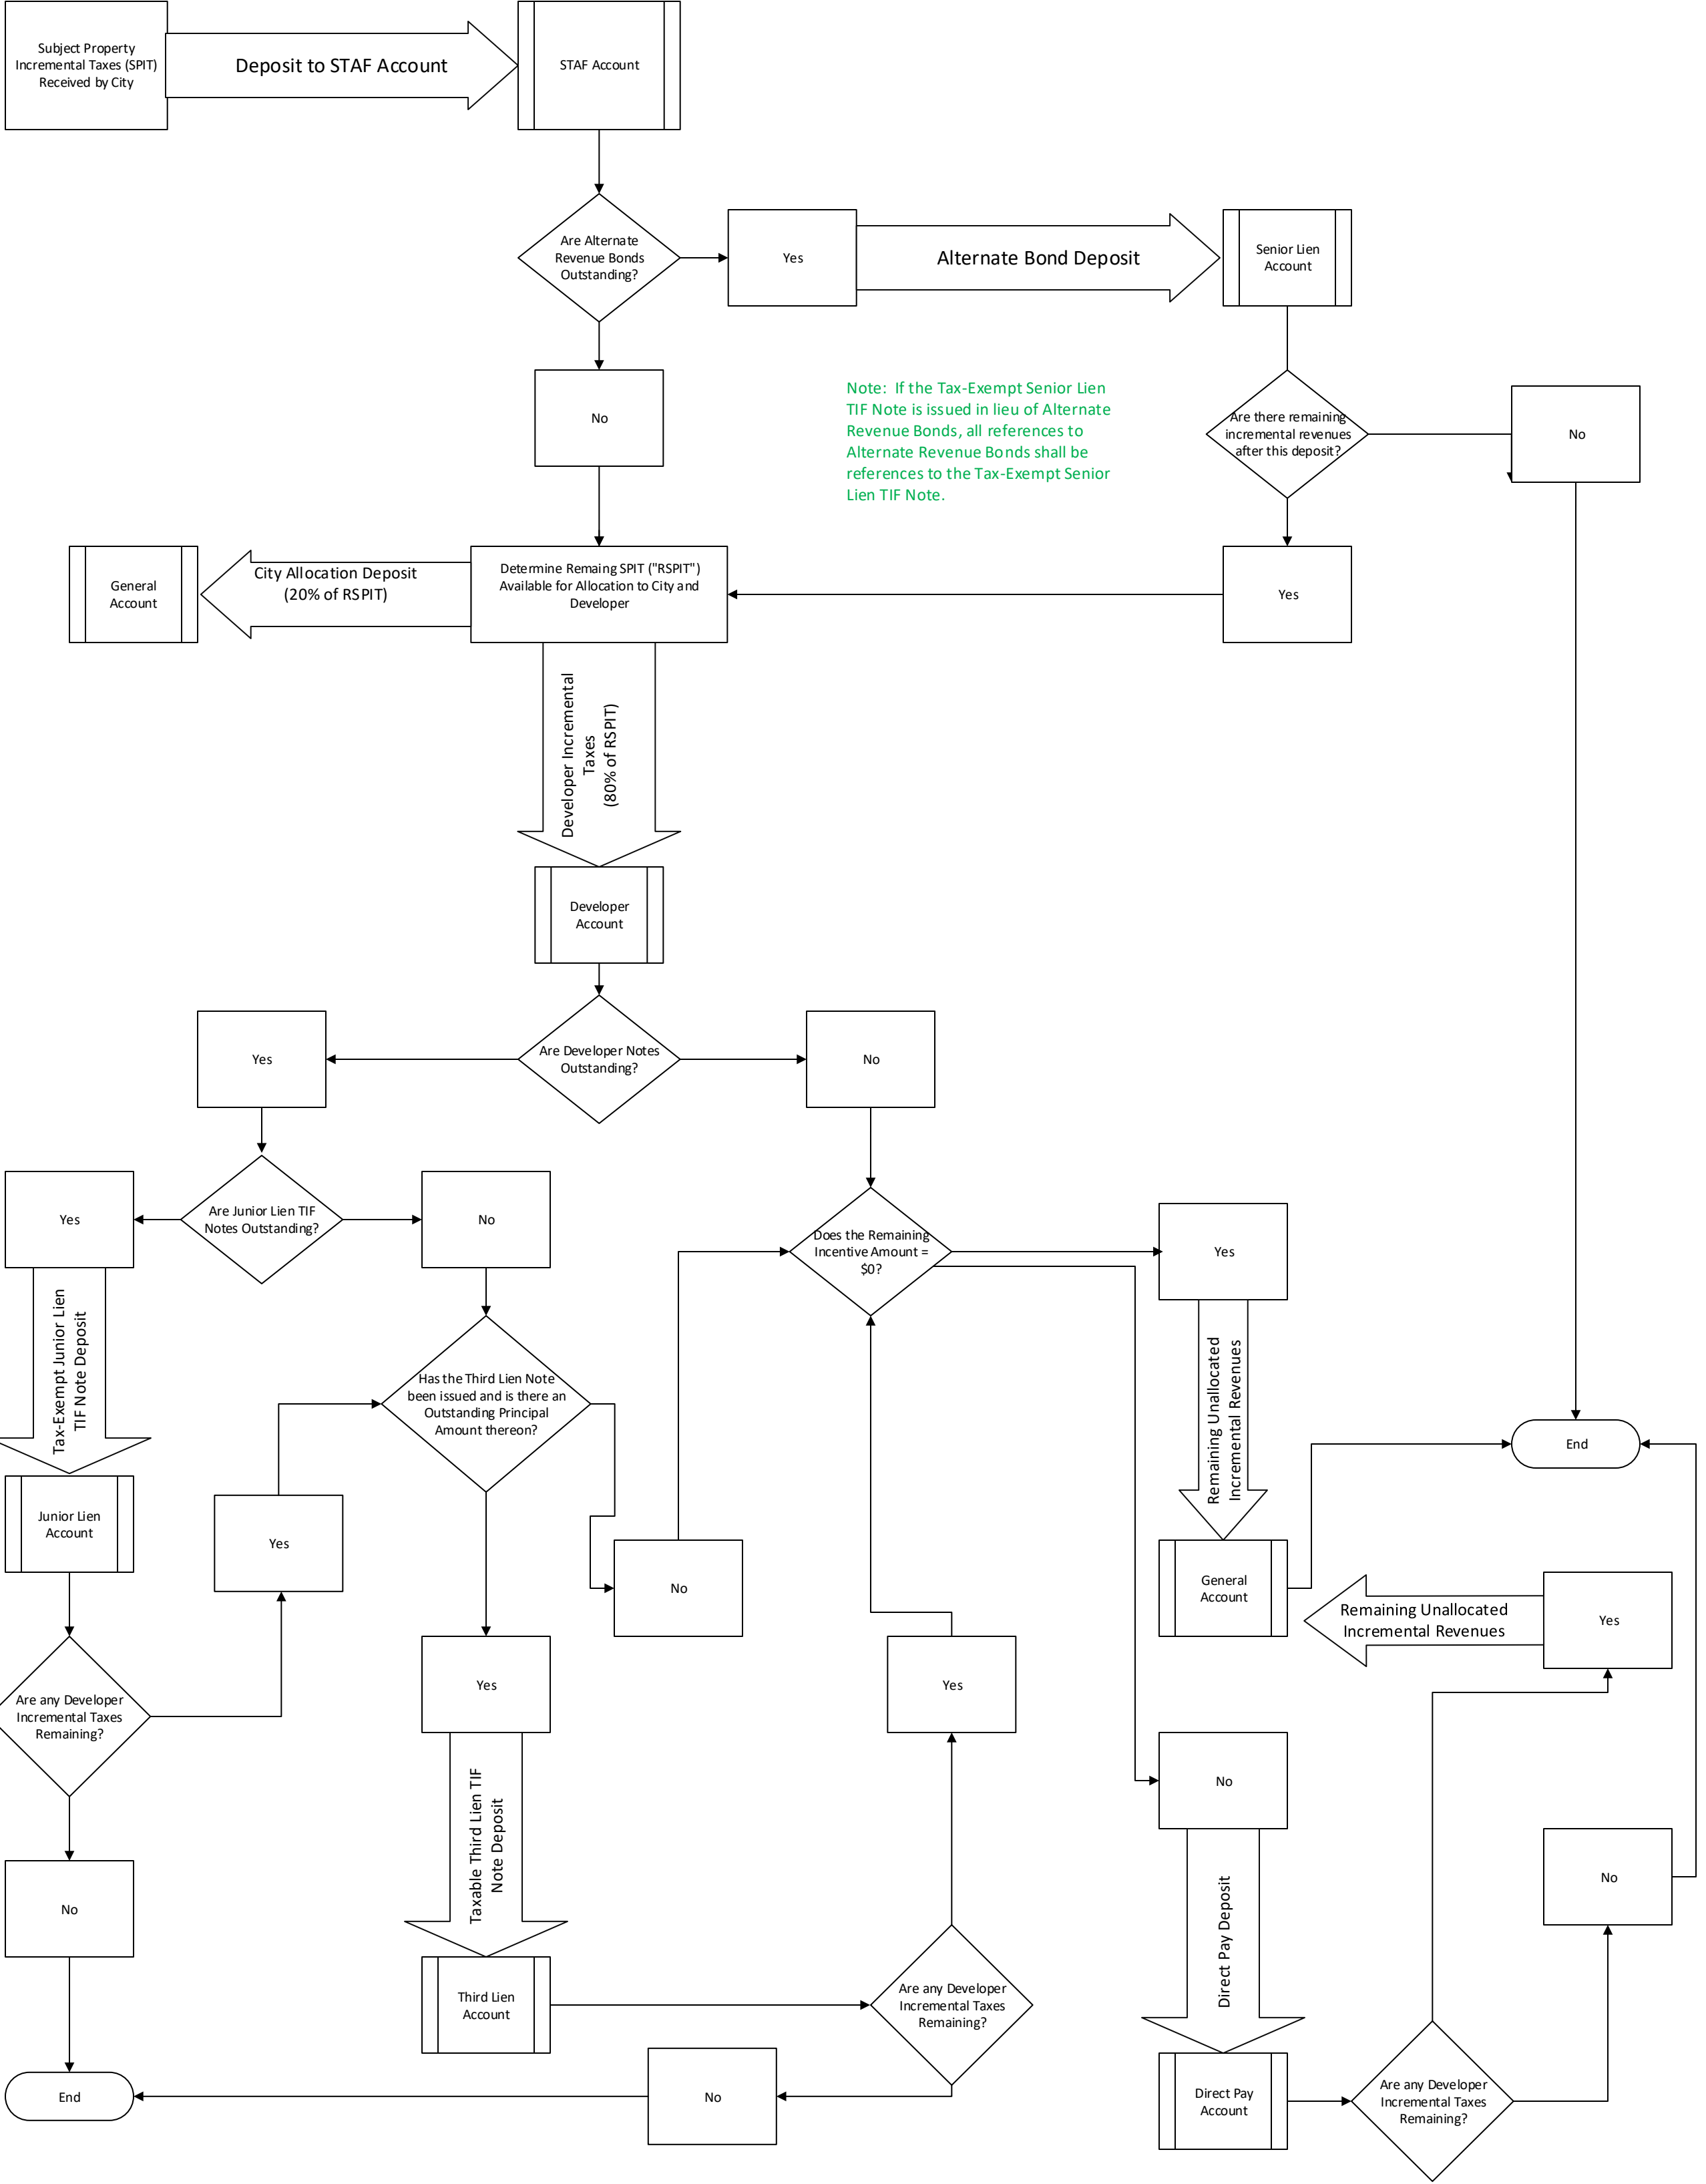 Subject Property
Incremental Taxes (SPIT)
Received by City
Deposit to STAF Account
STAF Account
Are Alternate
Revenue Bonds
Outstanding?
Yes
Alternate Bond Deposit
Senior Lien
Account
No
Note:  If the Tax-Exempt Senior Lien
TIF Note is issued in lieu of Alternate
Revenue Bonds, all references to
Alternate Revenue Bonds shall be
references to the Tax-Exempt Senior
Lien TIF Note.
Are there remaining
incremental revenues
after this deposit?
No
General
Account
City Allocation Deposit
(20% of RSPIT)
Determine Remaing SPIT ("RSPIT")
Available for Allocation to City and
Developer
Yes
Developer Incremental
Taxes
(80% of RSPIT)
Developer
Account
Yes
Are Developer Notes
Outstanding?
No
Yes
Are Junior Lien TIF
Notes Outstanding?
No
Does the Remaining
Incentive Amount =
$0?
Yes
Tax-Exempt Junior Lien
TIF Note Deposit
Has the Third Lien Note
been issued and is there an
Outstanding Principal
Amount thereon?
Remaining Unallocated
Incremental Revenues
End
Junior Lien
Account
Yes
No
General
Account
Remaining Unallocated
Incremental Revenues
Yes
Are any Developer
Incremental Taxes
Remaining?
Yes
Yes
No
Taxable Third Lien TIF
Note Deposit
No
Direct Pay Deposit
No
Third Lien
Account
Are any Developer
Incremental Taxes
Remaining?
End
No
Direct Pay
Account
Are any Developer
Incremental Taxes
Remaining?